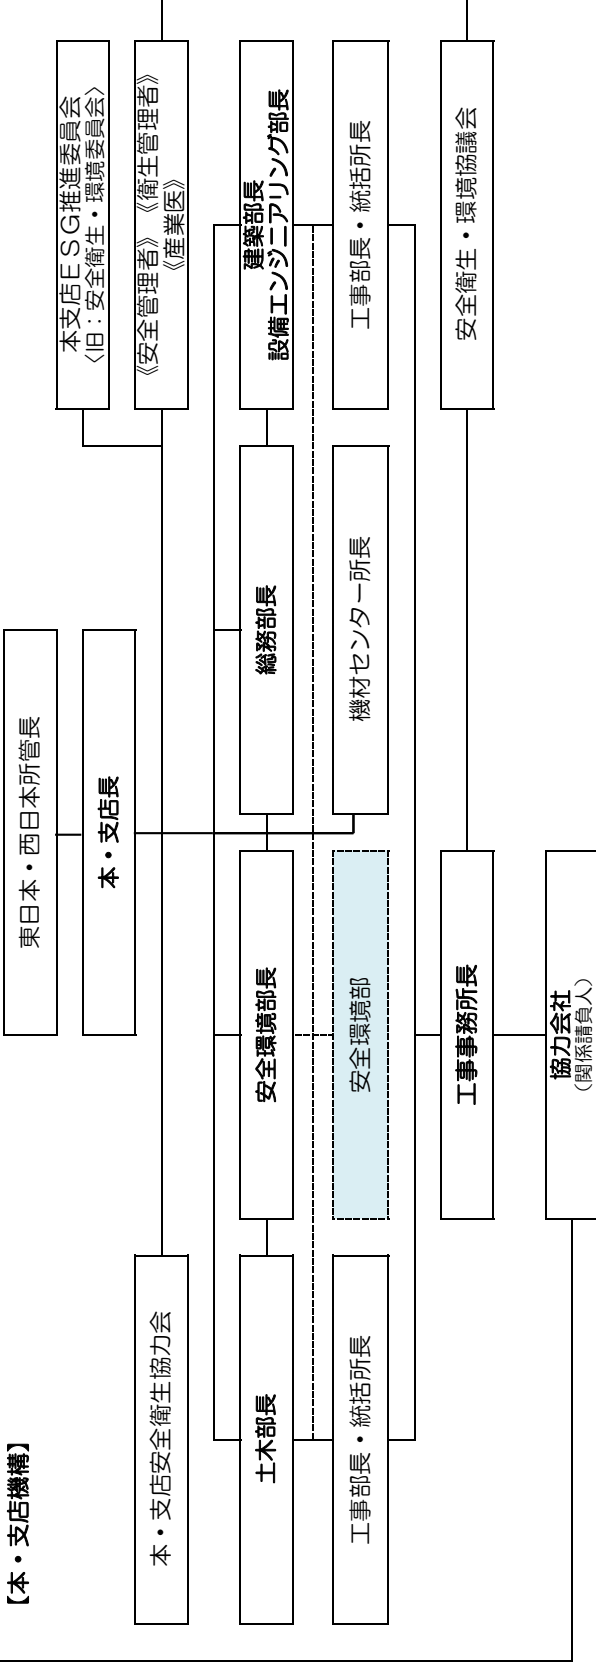 【本・支店機構】
東日本・西日本所管長
本・支店長
本支店ESG推進委員会
〈旧：安全衛生・環境委員会〉
本・支店安全衛生協力会
《安全管理者》《衛生管理者》
《産業医》
土木部長
安全環境部長
総務部長
建築部長
設備エンジニアリング部長
工事部長・統括所長
安全環境部
機材センター所長
工事部長・統括所長
工事事務所長
安全衛生・環境協議会
協力会社
（関係請負人）